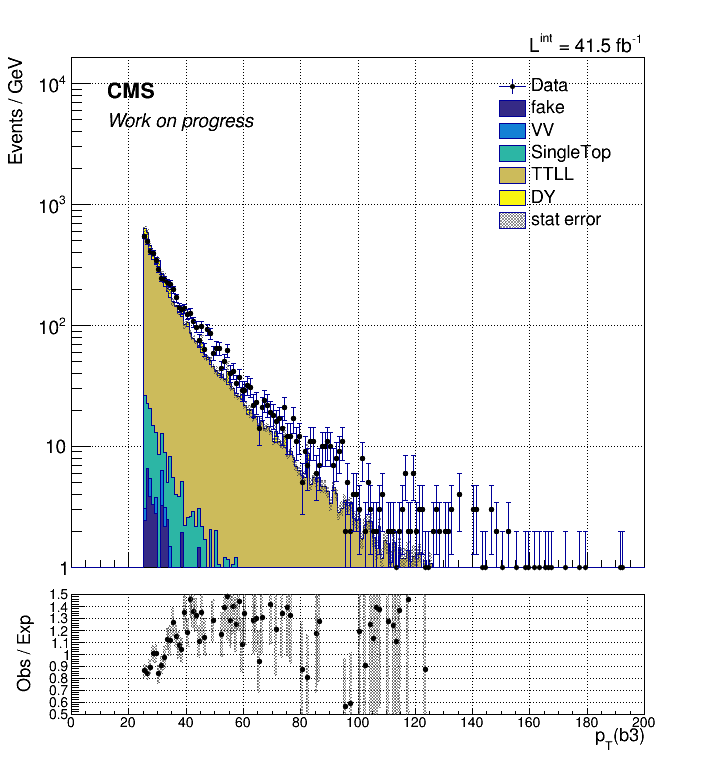 L^int = 41.5 fb^-1
Events / GeV
CMS
Work on progress
Data
fake
VV
SingleTop
TTLL
DY
stat error
10^4
10^3
10^2
10
1
Obs / Exp
1.5
1.4
1.3
1.2
1.1
1
0.9
0.8
0.7
0.6
0.5
0 20 40 60 80 100 120 140 160 180 200
p_T(b3)